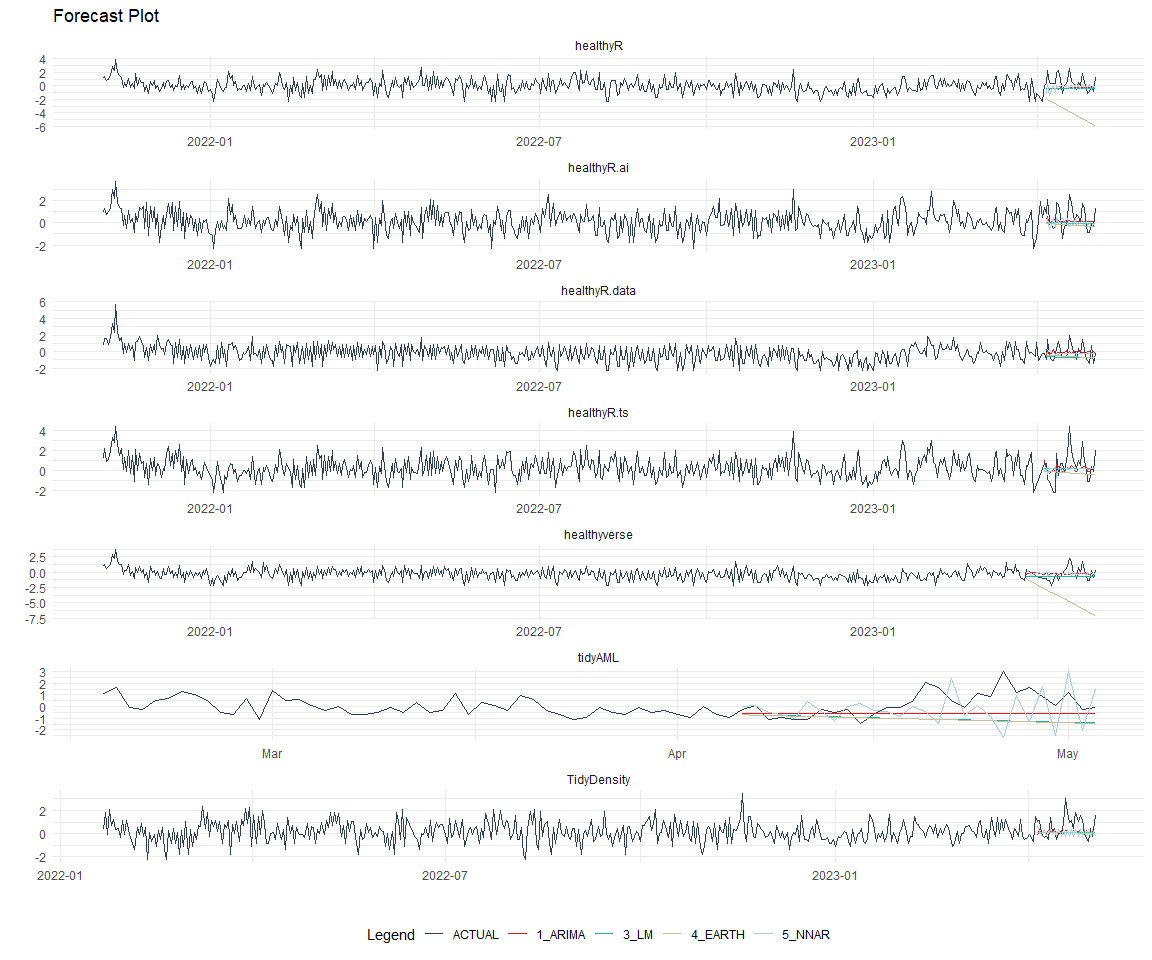 Forecast Plot
healthyR
4
2
0
-2
-4
-6
2022-01 2022-07 2023-01
healthyR.ai
2
0
-2
2022-01 2022-07 2023-01
healthyR.data
6
4
2
0
-2
2022-01 2022-07 2023-01
healthyR.ts
4
2
0
-2
2022-01 2022-07 2023-01
healthyverse
2.5
0.0
-2.5
-5.0
-7.5
2022-01 2022-07 2023-01
tidyAML
3
2
1
0
-1
-2
Mar Apr May
TidyDensity
2
0
-2
2022-01 2022-07 2023-01
Legend ACTUAL 1_ARIMA 3_LM 4_EARTH 5_NNAR